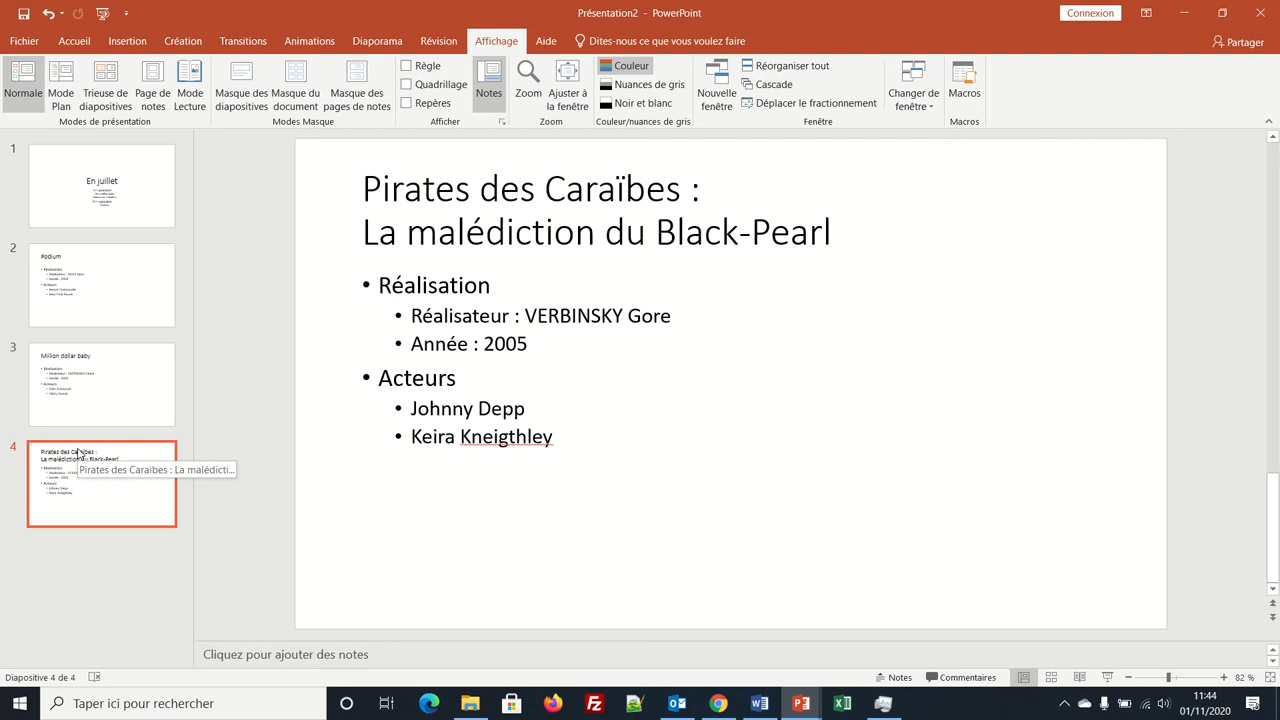 Présentation2 - PowerPoint
Connexion
Fichier Accueil Insertion Création Transitions Animations Diaporama Révision Affichage Aide Dites-nous ce que vous voulez faire Partager
Normale Mode Plan Trieuse de diapositives Page de notes Mode Lecture
Modes de présentation
Masque des diapositives Masque du document Masque des pages de notes
Modes Masque
Règle
Quadrillage
Repères
Afficher
Notes
Zoom Ajuster à la fenêtre
Zoom
Couleur
Nuances de gris
Noir et blanc
Couleur/nuances de gris
Nouvelle fenêtre
Réorganiser tout
Cascade
Déplacer le fractionnement
Changer de fenêtre
Fenêtre
Macros
Macros
1
En juillet
2
Podium
3
Million dollar baby
4
Pirates des Caraïbes :
La malédiction du Black-Pearl
Pirates des Caraïbes : La malédicti...
Pirates des Caraïbes :
La malédiction du Black-Pearl
• Réalisation
• Réalisateur : VERBINSKY Gore
• Année : 2005
• Acteurs
• Johnny Depp
• Keira Kneigthley
Cliquez pour ajouter des notes
Diapositive 4 de 4
Notes Commentaires 82 %
Taper ici pour rechercher
11:44
01/11/2020